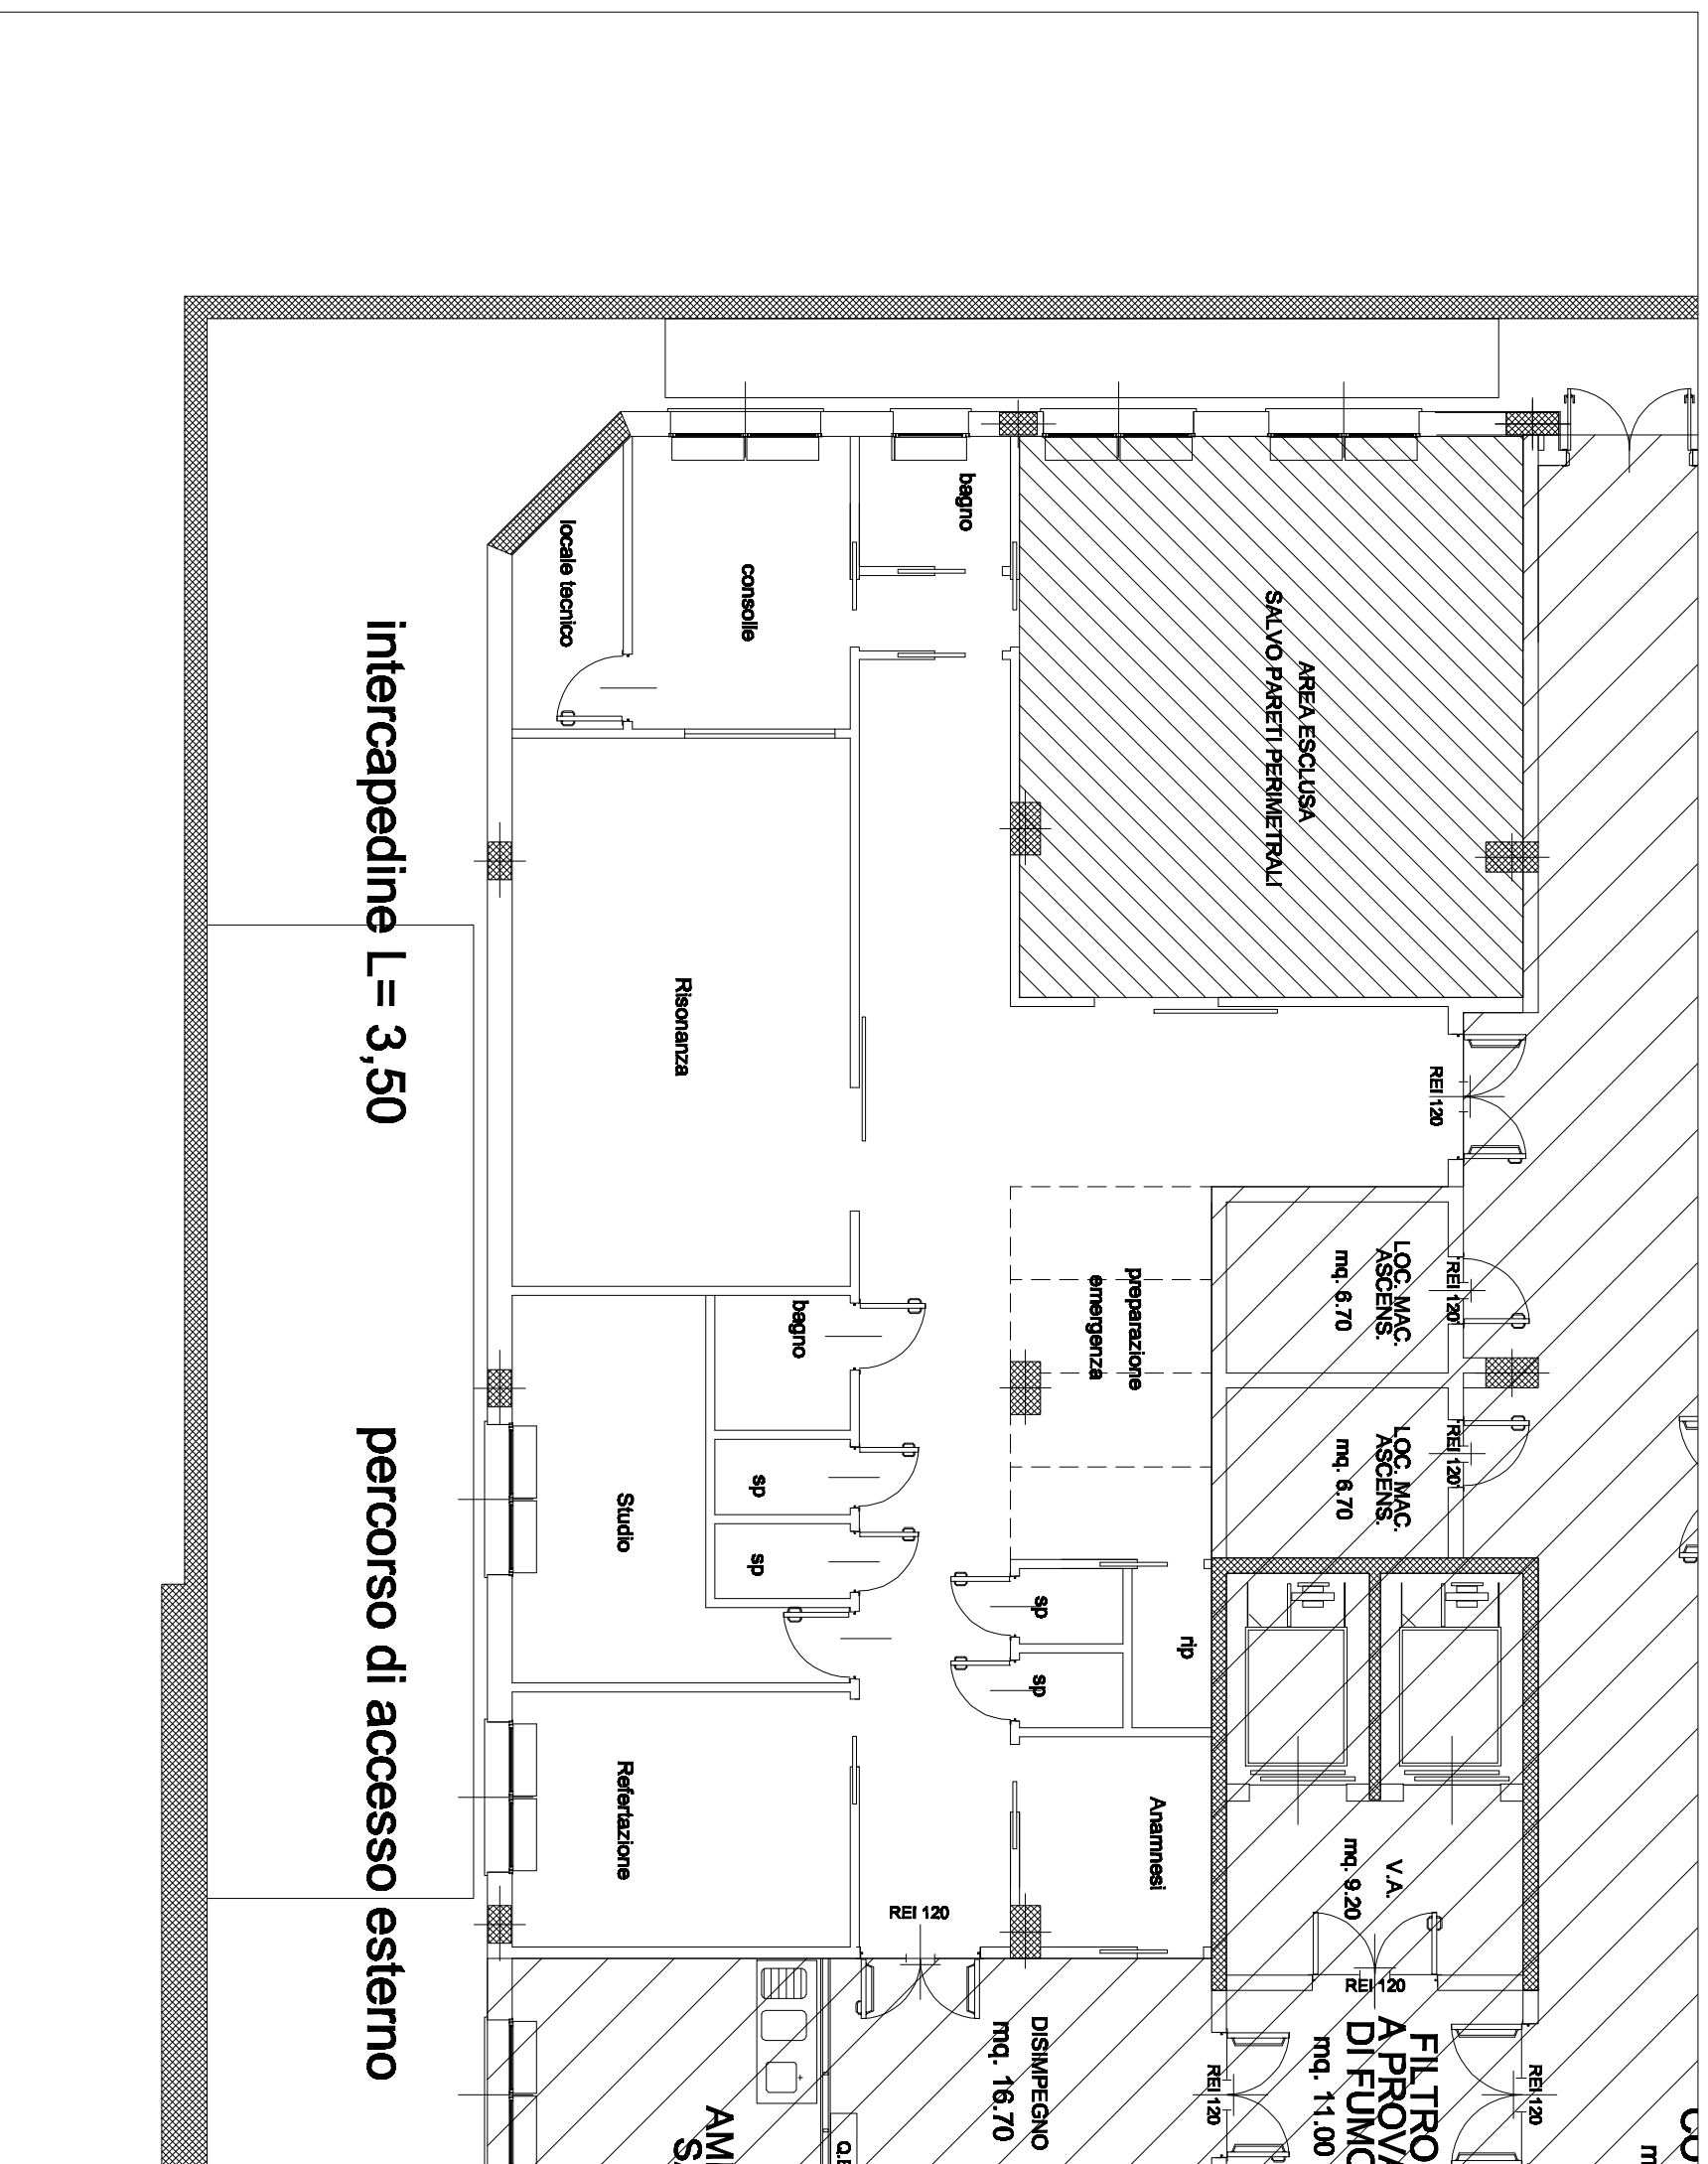 intercapedine L= 3,50
percorso di accesso esterno
locale tecnico
consolle
bagno
AREA ESCLUSA
SALVO PARETI PERIMETRALI
Risonanza
REI 120
preparazione
emergenza
LOC. MAC.
ASCENS.
mq. 6.70
REI 120'
LOC. MAC.
ASCENS.
mq. 6.70
REI 120'
bagno
sp
sp
Studio
sp
sp
rip
Refertazione
Anamnesi
REI 120
V.A.
mq. 9.20
REI 120
DISIMPEGNO
mq. 16.70
FILTRO
A PROVA
DI FUMO
mq. 11.00
REI 120
REI 120